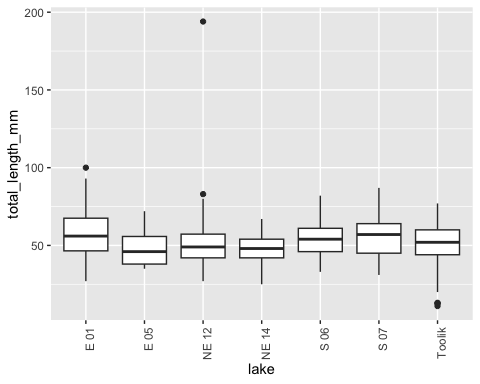 200
150
100
50
total_length_mm
E 01
E 05
NE 12
NE 14
S 06
S 07
Toolik
lake